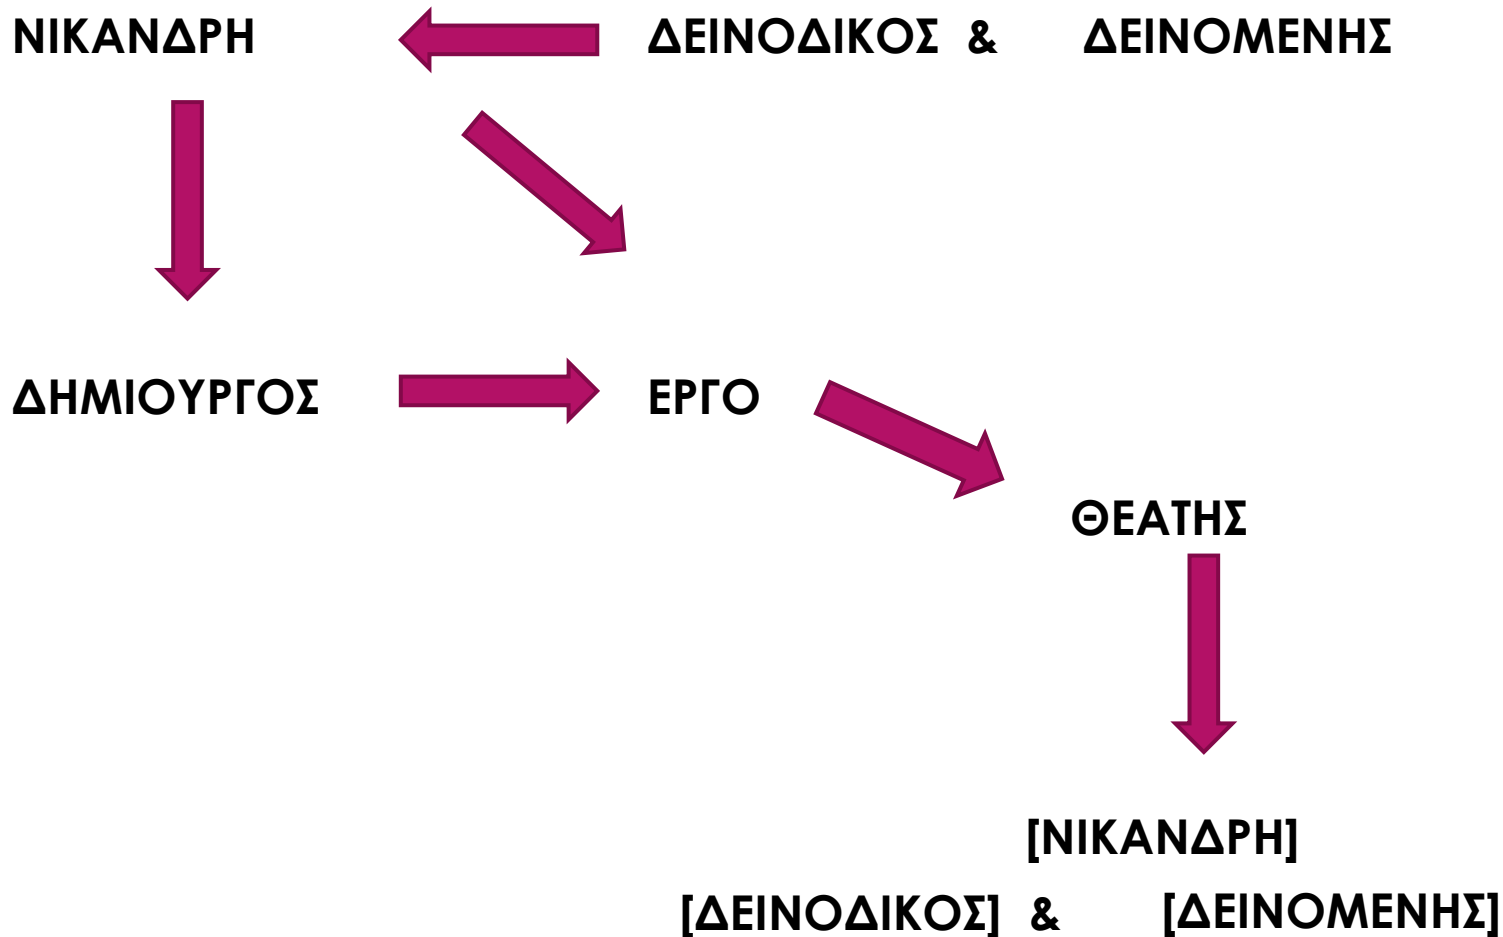 ΝΙΚΑΝΔΡΗ ΔΕΙΝΟΔΙΚΟΣ & ΔΕΙΝΟΜΕΝΗΣ
ΔΗΜΙΟΥΡΓΟΣ ΕΡΓΟ
ΘΕΑΤΗΣ
[ΝΙΚΑΝΔΡΗ]
[ΔΕΙΝΟΔΙΚΟΣ] & [ΔΕΙΝΟΜΕΝΗΣ]